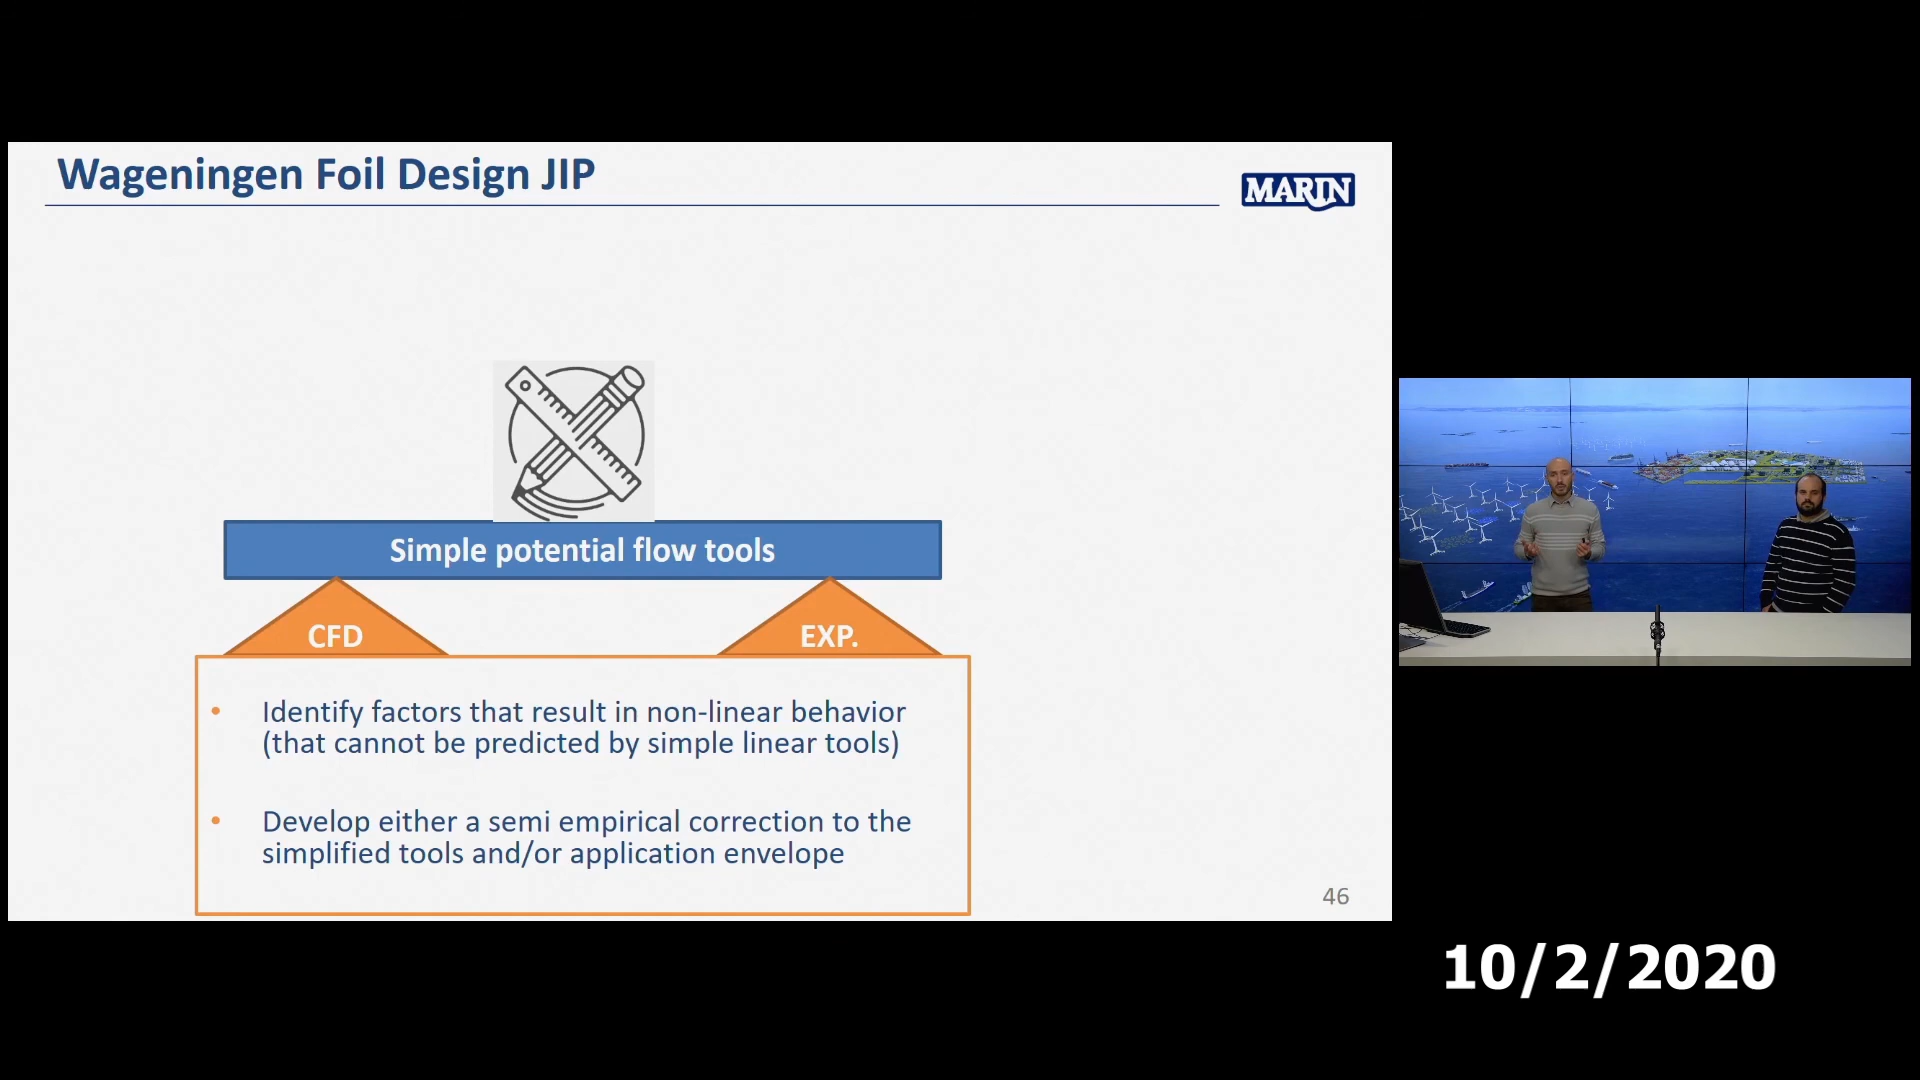 Wageningen Foil Design JIP
MARIN
Simple potential flow tools
CFD
EXP.
• Identify factors that result in non-linear behavior
(that cannot be predicted by simple linear tools)
• Develop either a semi empirical correction to the
simplified tools and/or application envelope
46
10/2/2020